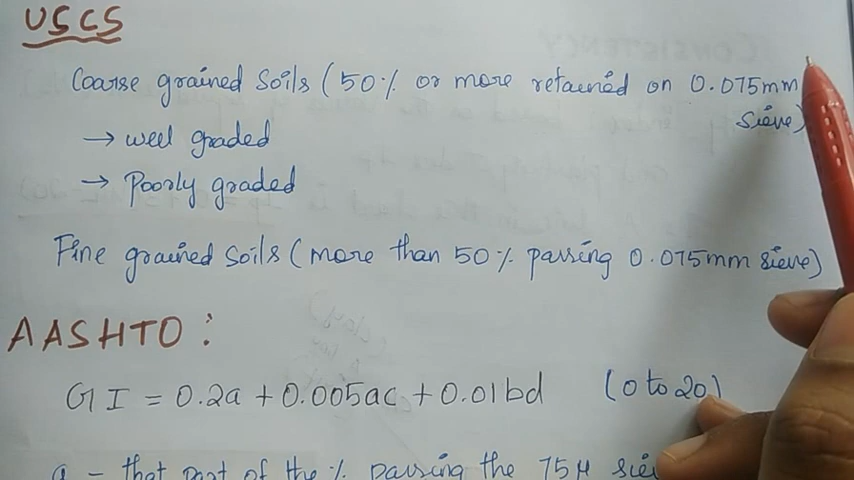 USCS
Coarse grained soils (50% or more retained on 0.075mm
sieve)
→ well graded
→ Poorly graded
Fine grained soils (more than 50% passing 0.075mm sieve)
AASHTO :
GI = 0.2a + 0.005ac + 0.01bd (0 to 20)
a - that part of the % passing the 75μ